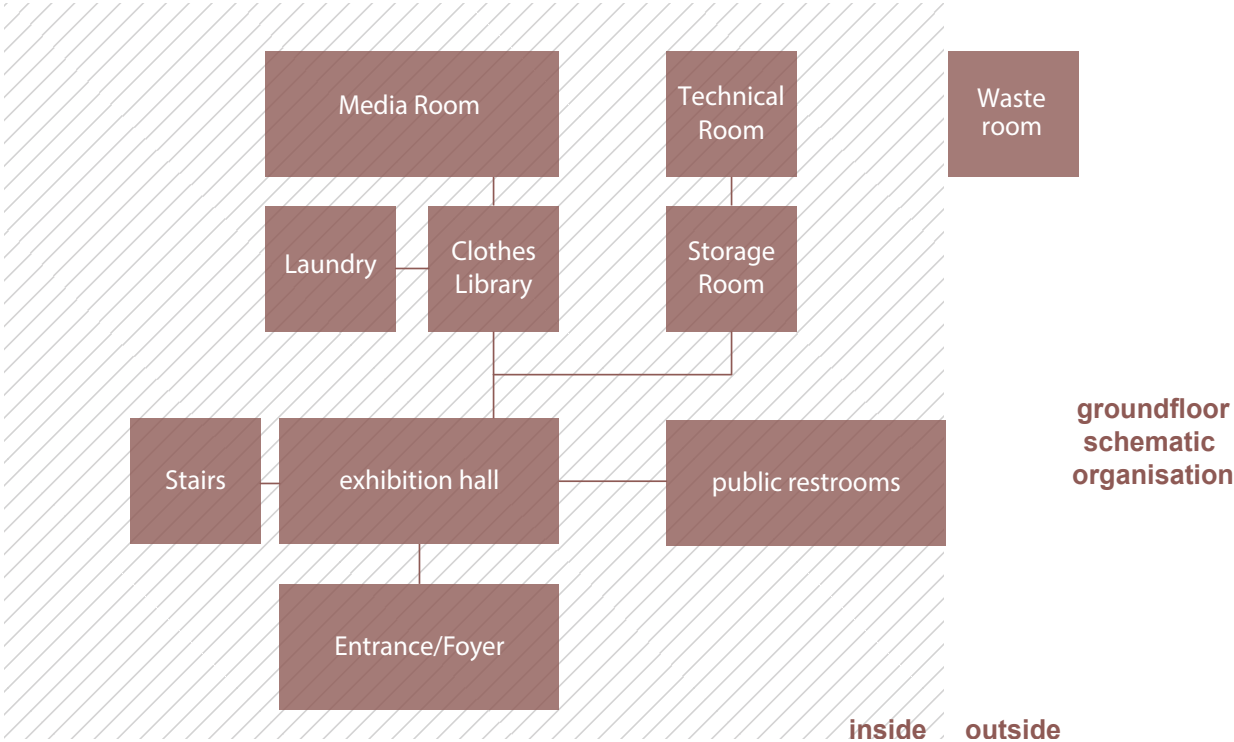 Media Room
Technical
Room
Waste
room
Laundry
Clothes
Library
Storage
Room
groundfloor
schematic
organisation
Stairs
exhibition hall
public restrooms
Entrance/Foyer
inside
outside